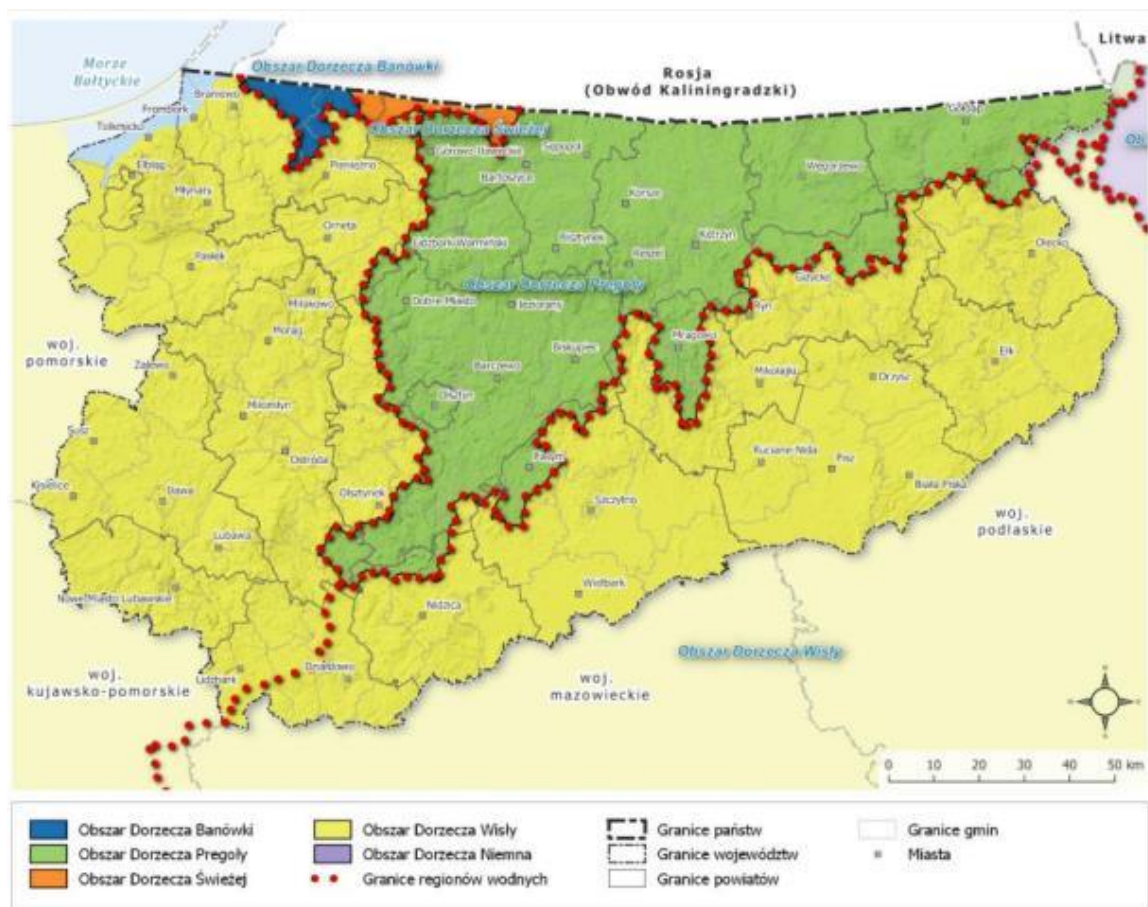 Morze
Bałtyckie
Obszar Dorzecza Banówki
Rosja
(Obwód Kaliningradzki)
Litwa
Braniewo
Frombork
Tolkmicko
Obszar Dorzecza Świeżej
Gołdap
Elbląg
Pieniężno
Górowo Iławeckie
Sępopol
Bartoszyce
Węgorzewo
Młynary
Korsze
Orneta
Lidzbark Warmiński
Bisztynek
Kętrzyn
Olecko
Pasłęk
Reszel
Giżycko
Obszar Dorzecza Pregoły
Miłakowo
Dobre Miasto
Jeziorany
Ryn
woj.
pomorskie
Morąg
Mrągowo
Zalewo
Biskupiec
Ełk
Barczewo
Mikołajki
Orzysz
Miłomłyn
Olsztyn
Susz
Ostróda
Pasym
Ruciane-Nida
Pisz
Biała Piska
Kisielice
Iława
Olsztynek
Szczytno
woj.
podlaskie
Lubawa
Nowe Miasto Lubawskie
Nidzica
Wielbark
Obszar Dorzecza Wisły
Lidzbark
Działdowo
woj.
kujawsko-pomorskie
woj.
mazowieckie
0 10 20 30 40 50 km
Obszar Dorzecza Banówki
Obszar Dorzecza Pregoły
Obszar Dorzecza Świeżej
Obszar Dorzecza Wisły
Obszar Dorzecza Niemna
Granice regionów wodnych
Granice państw
Granice województw
Granice powiatów
Granice gmin
Miasta